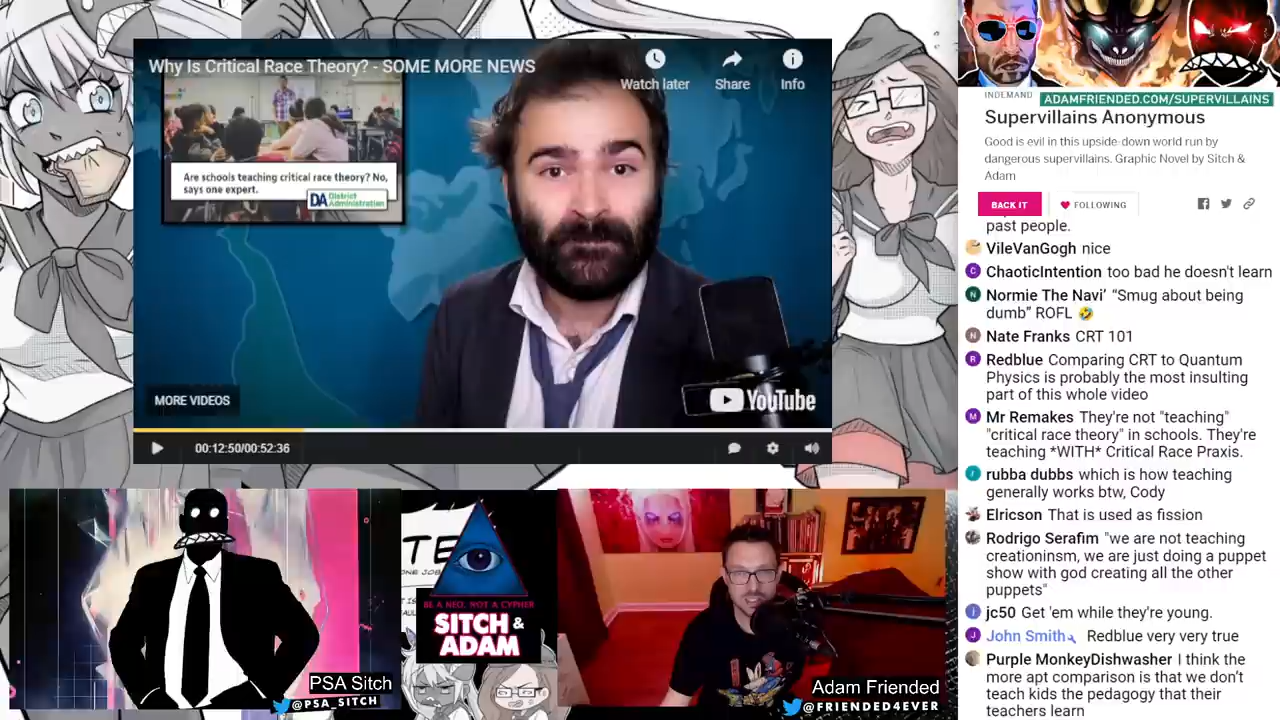 Why Is Critical Race Theory? - SOME MORE NEWS
Watch later
Share
Info
Are schools teaching critical race theory? No,
says one expert.
DA District
Administration
MORE VIDEOS
YouTube
00:12:50/00:52:36
PSA Sitch
@PSA_SITCH
BE A NEO, NOT A CYPHER
SITCH &
ADAM
Adam Friended
@FRIENDED4EVER
INDEMAND
ADAMFRIENDED.COM/SUPERVILLAINS
Supervillains Anonymous
Good is evil in this upside-down world run by
dangerous supervillains. Graphic Novel by Sitch &
Adam
BACK IT
FOLLOWING
past people.
VileVanGogh nice
ChaoticIntention too bad he doesn't learn
Normie The Navi' “Smug about being
dumb” ROFL 🤣
Nate Franks CRT 101
Redblue Comparing CRT to Quantum
Physics is probably the most insulting
part of this whole video
Mr Remakes They're not "teaching"
"critical race theory" in schools. They're
teaching *WITH* Critical Race Praxis.
rubba dubbs which is how teaching
generally works btw, Cody
Elricson That is used as fission
Rodrigo Serafim "we are not teaching
creationinsm, we are just doing a puppet
show with god creating all the other
puppets"
jc50 Get 'em while they're young.
John Smith Redblue very very true
Purple MonkeyDishwasher I think the
more apt comparison is that we don’t
teach kids the pedagogy that their
teachers learn